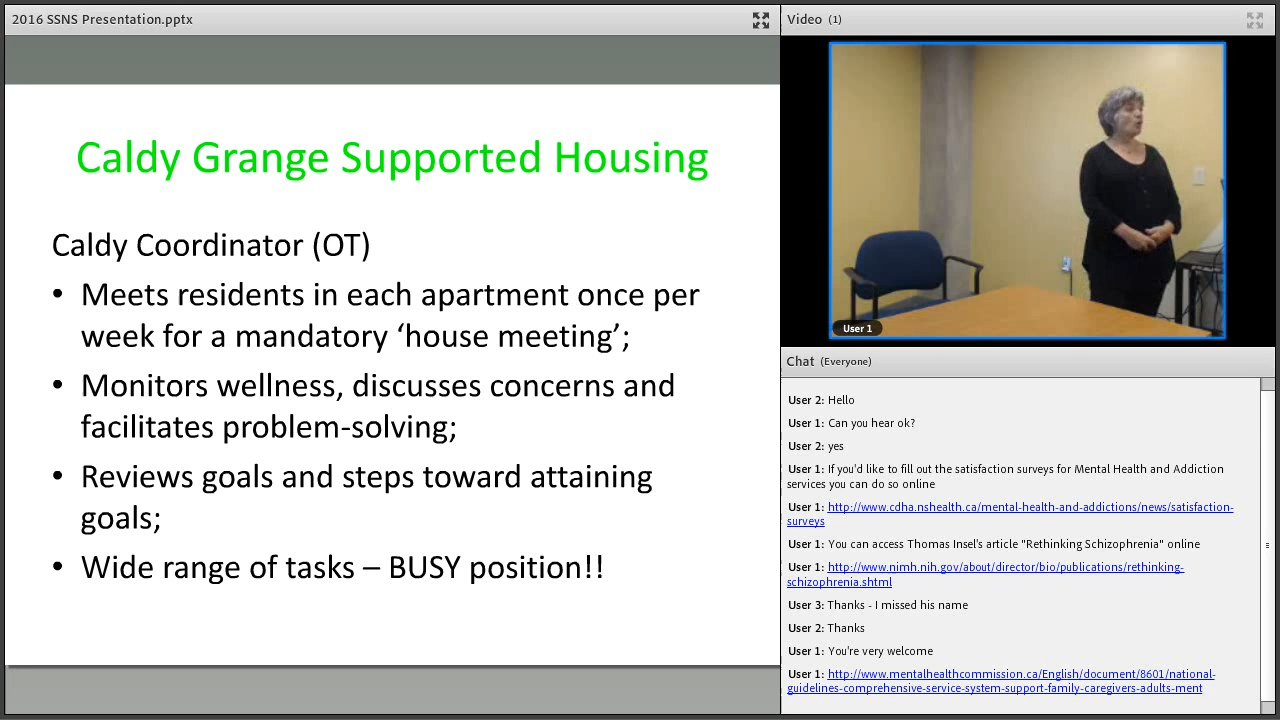 2016 SSNS Presentation.pptx
Caldy Grange Supported Housing
Caldy Coordinator (OT)
• Meets residents in each apartment once per
week for a mandatory ‘house meeting’;
• Monitors wellness, discusses concerns and
facilitates problem-solving;
• Reviews goals and steps toward attaining
goals;
• Wide range of tasks – BUSY position!!
Video (1)
User 1
Chat (Everyone)
User 2: Hello
User 1: Can you hear ok?
User 2: yes
User 1: If you'd like to fill out the satisfaction surveys for Mental Health and Addiction
services you can do so online
User 1: http://www.cdha.nshealth.ca/mental-health-and-addictions/news/satisfaction-
surveys
User 1: You can access Thomas Insel's article "Rethinking Schizophrenia" online
User 1: http://www.nimh.nih.gov/about/director/bio/publications/rethinking-
schizophrenia.shtml
User 3: Thanks - I missed his name
User 2: Thanks
User 1: You're very welcome
User 1: http://www.mentalhealthcommission.ca/English/document/8601/national-
guidelines-comprehensive-service-system-support-family-caregivers-adults-ment